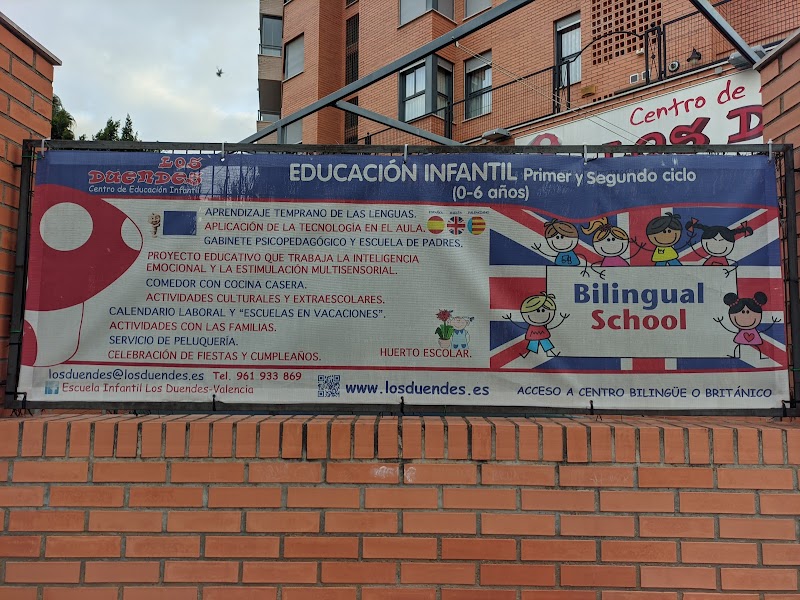 Centro de
LOS D
LOS
DUENDES
Centro de Educación Infantil
EDUCACIÓN INFANTIL Primer y Segundo ciclo
(0-6 años)
APRENDIZAJE TEMPRANO DE LAS LENGUAS.
ESPAÑOL INGLÉS VALENCIANO
APLICACIÓN DE LA TECNOLOGÍA EN EL AULA.
GABINETE PSICOPEDAGÓGICO Y ESCUELA DE PADRES.
PROYECTO EDUCATIVO QUE TRABAJA LA INTELIGENCIA
EMOCIONAL Y LA ESTIMULACIÓN MULTISENSORIAL.
COMEDOR CON COCINA CASERA.
ACTIVIDADES CULTURALES Y EXTRAESCOLARES.
CALENDARIO LABORAL Y "ESCUELAS EN VACACIONES".
ACTIVIDADES CON LAS FAMILIAS.
SERVICIO DE PELUQUERÍA.
CELEBRACIÓN DE FIESTAS Y CUMPLEAÑOS.
HUERTO ESCOLAR.
Bilingual
School
losduendes@losduendes.es Tel. 961 933 869
Escuela Infantil Los Duendes-Valencia
www.losduendes.es
ACCESO A CENTRO BILINGÜE O BRITÁNICO